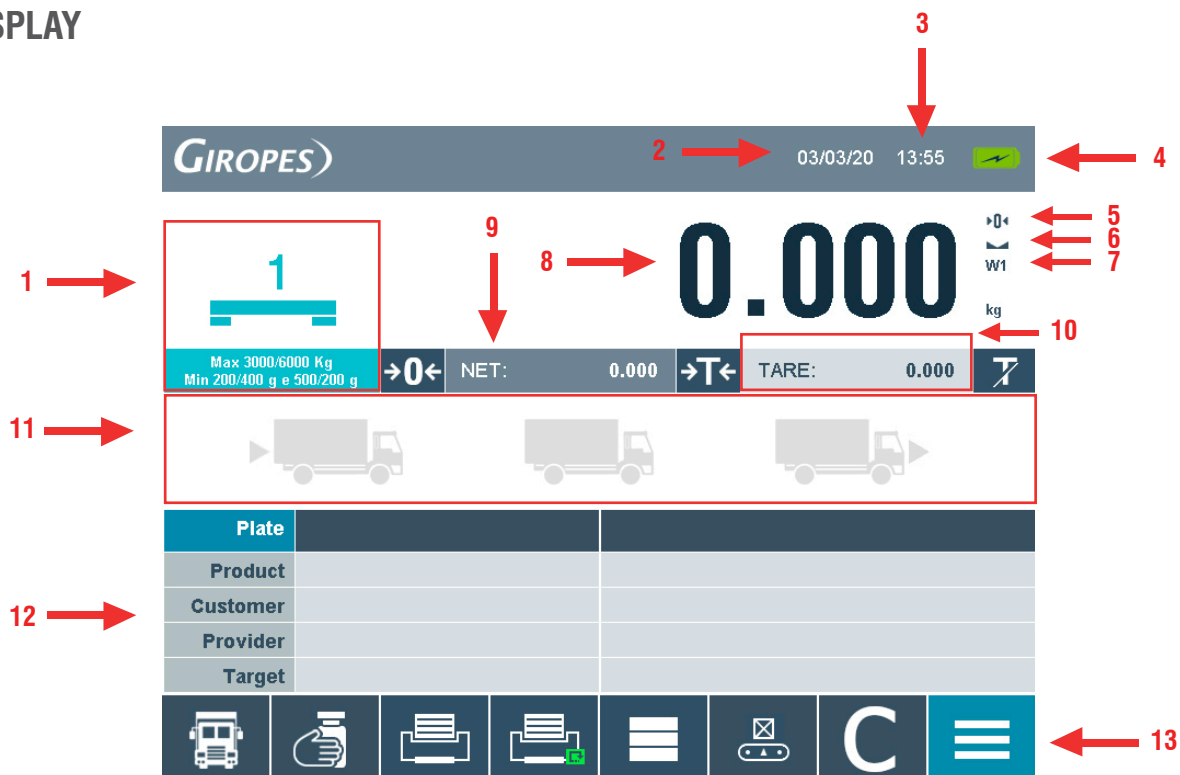 SPLAY
3
GIROPES
2
03/03/20 13:55
4
1
9
8
0.000
5
6
W1
7
1
kg
10
Max 3000/6000 Kg
Min 200/400 g e 500/200 g
→0←
NET: 0.000
→T←
TARE: 0.000
T
11
Plate
Product
Customer
12
Provider
Target
C
13